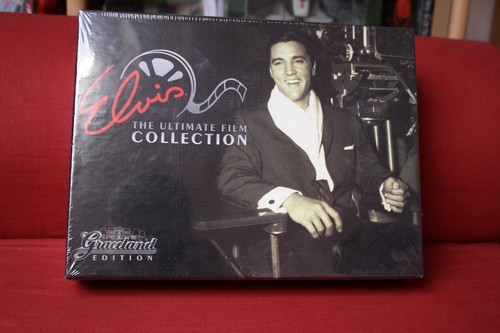 Elvis
THE ULTIMATE FILM
COLLECTION
Graceland
EDITION